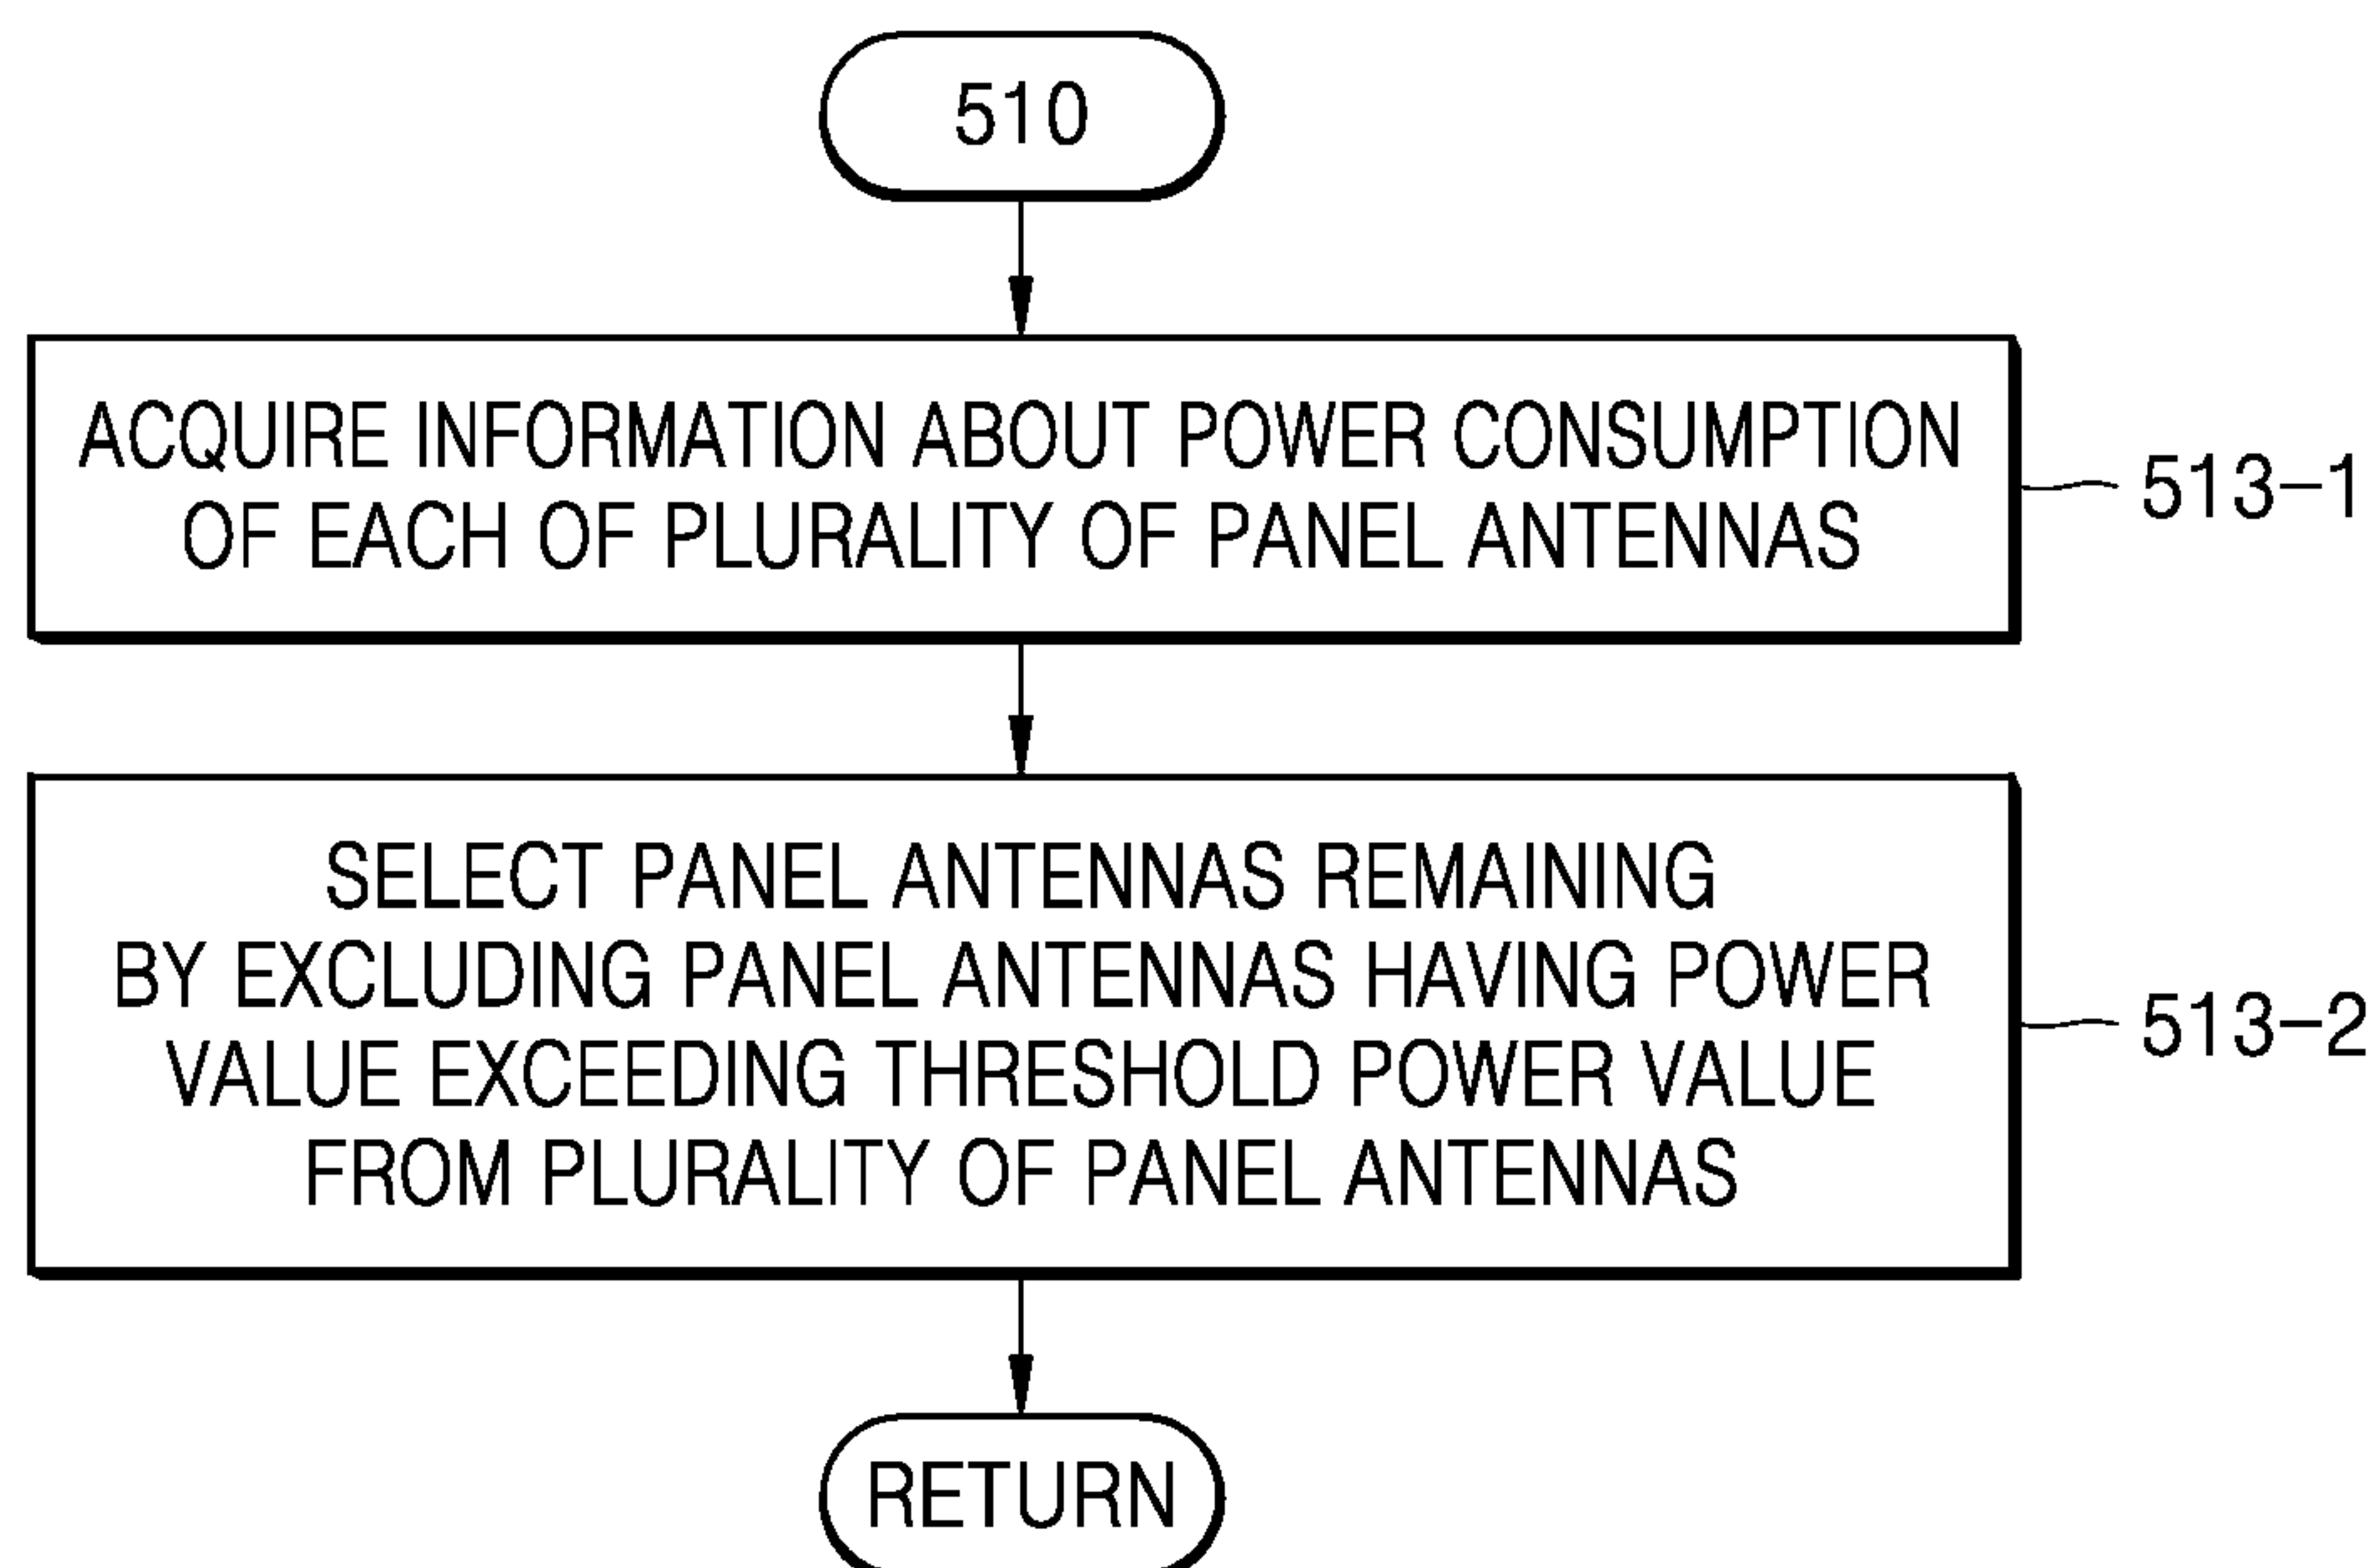 510
ACQUIRE INFORMATION ABOUT POWER CONSUMPTION
OF EACH OF PLURALITY OF PANEL ANTENNAS
513-1
SELECT PANEL ANTENNAS REMAINING
BY EXCLUDING PANEL ANTENNAS HAVING POWER
VALUE EXCEEDING THRESHOLD POWER VALUE
FROM PLURALITY OF PANEL ANTENNAS
513-2
RETURN